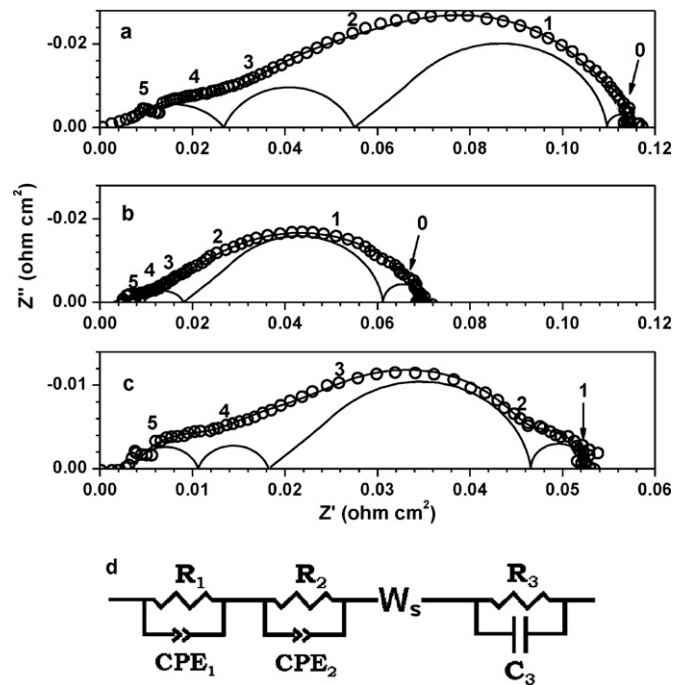 a
5 4 3 2 1 0
-0.02
0.00
0.00 0.02 0.04 0.06 0.08 0.10 0.12
b
5 4 3 2 1 0
-0.02
0.00
0.00 0.02 0.04 0.06 0.08 0.10 0.12
Z'' (ohm cm²)
c
5 4 3 2 1
-0.01
0.00
0.00 0.01 0.02 0.03 0.04 0.05 0.06
Z' (ohm cm²)
d
R₁ R₂ Wₛ R₃
CPE₁ CPE₂ C₃